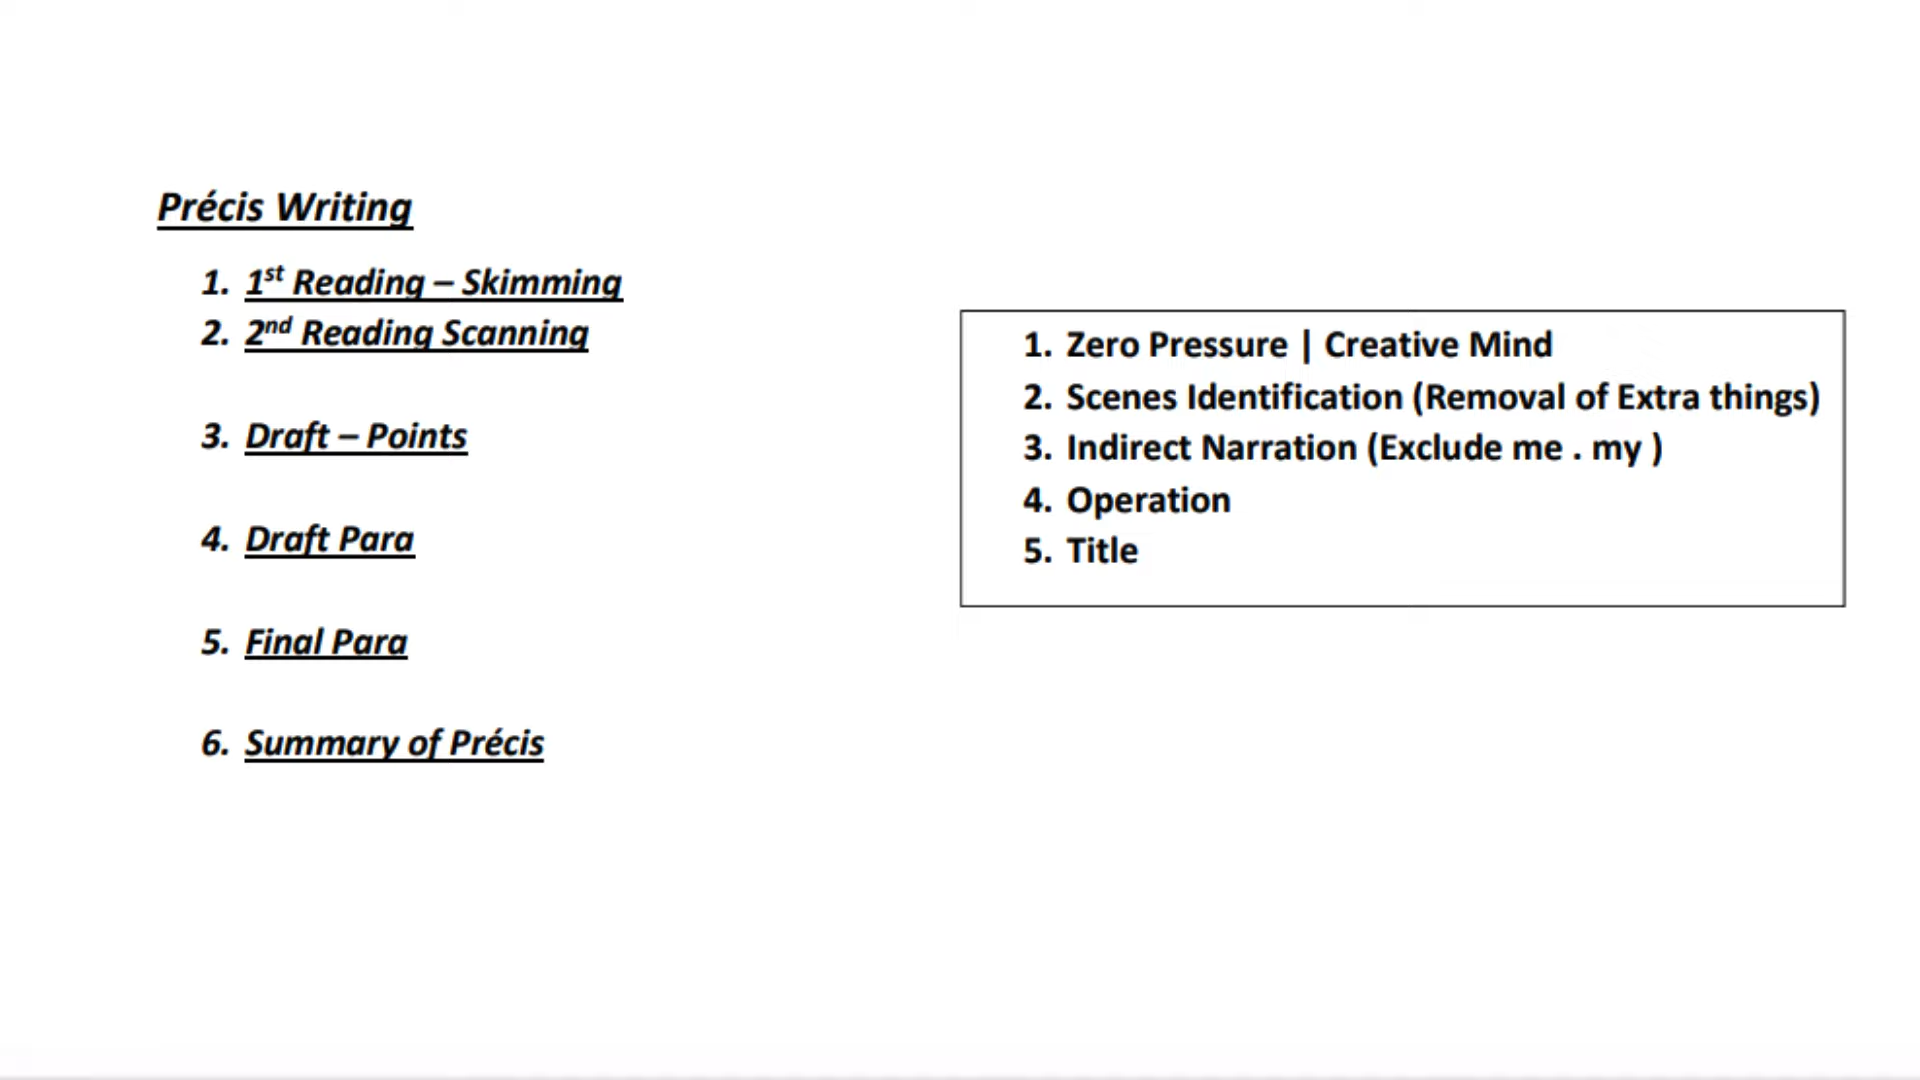 Précis Writing
1. 1st Reading – Skimming
2. 2nd Reading Scanning
3. Draft – Points
4. Draft Para
5. Final Para
6. Summary of Précis
1. Zero Pressure | Creative Mind
2. Scenes Identification (Removal of Extra things)
3. Indirect Narration (Exclude me . my )
4. Operation
5. Title